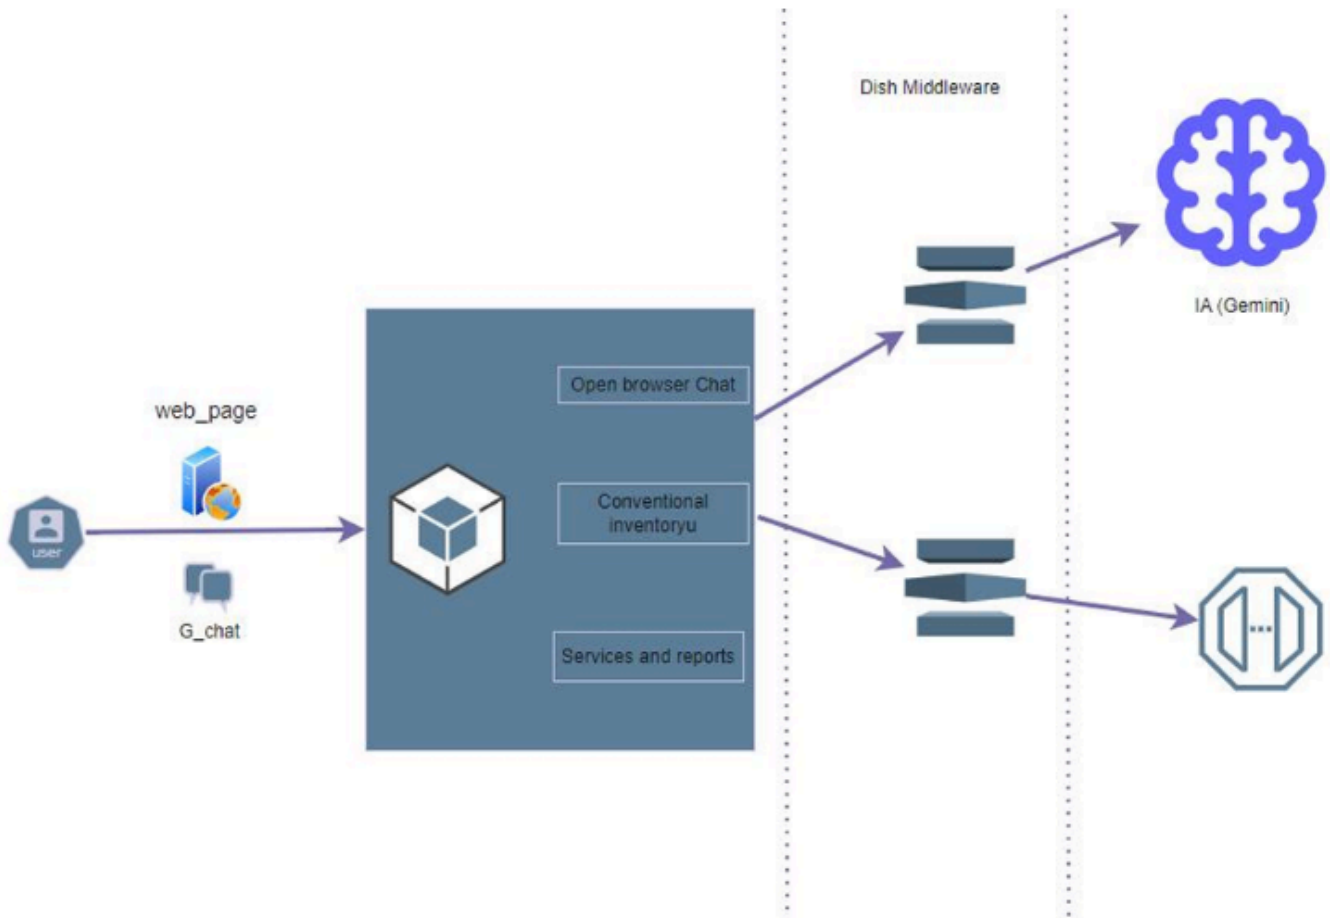 Dish Middleware
IA (Gemini)
web_page
user
G_chat
Open browser Chat
Conventional
inventoryu
Services and reports